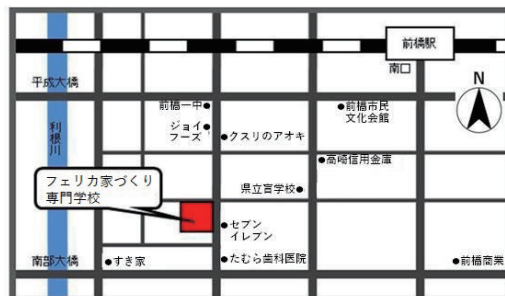 前橋駅
南口
平成大橋
N
前橋一中
前橋市民
文化会館
ジョイ
フーズ
クスリのアオキ
利根川
高崎信用金庫
フェリカ家づくり
専門学校
県立盲学校
セブン
イレブン
南部大橋
すき家
たむら歯科医院
前橋商業